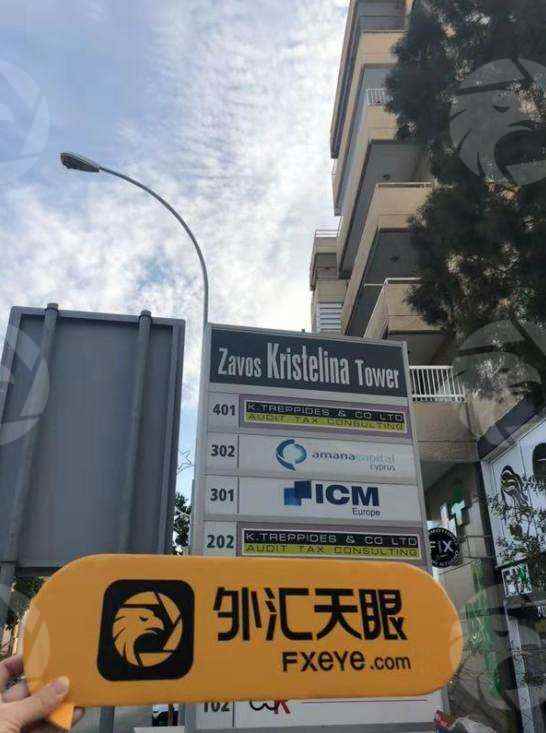 Zavos Kristelina Tower
401 K.TREPPIDES & CO LTD
AUDIT TAX CONSULTING
302 amanacapital
cyprus
301 ICM
Europe
202 K.TREPPIDES & CO LTD
AUDIT TAX CONSULTING
外汇天眼
FXEYE.com
102